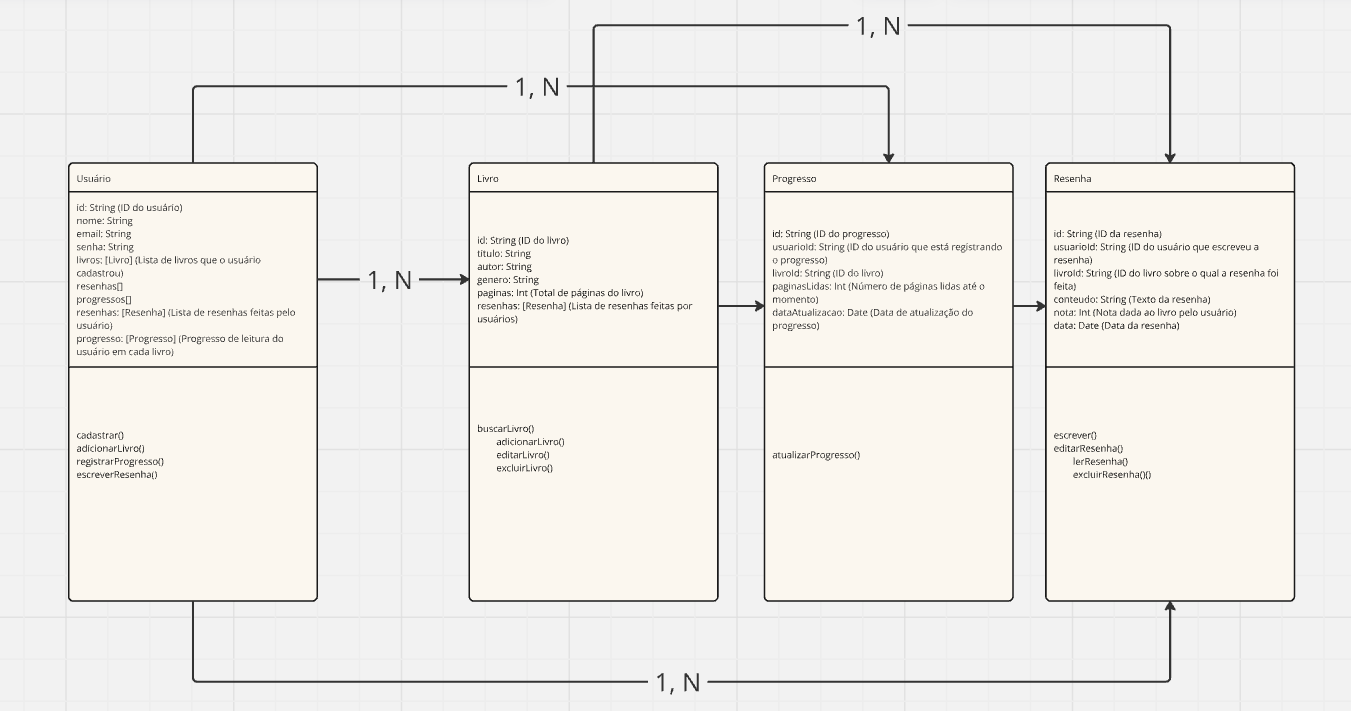 1, N
1, N
Usuário
id: String (ID do usuário)
nome: String
email: String
senha: String
livros: [Livro] (Lista de livros que o usuário
cadastrou)
resenhas[]
progressos[]
resenhas: [Resenha] (Lista de resenhas feitas pelo
usuário)
progresso: [Progresso] (Progresso de leitura do
usuário em cada livro)
cadastrar()
adicionarLivro()
registrarProgresso()
escreverResenha()
1, N
Livro
id: String (ID do livro)
titulo: String
autor: String
genero: String
paginas: Int (Total de páginas do livro)
resenhas: [Resenha] (Lista de resenhas feitas por
usuários)
buscarLivro()
adicionarLivro()
editarLivro()
excluirLivro()
Progresso
id: String (ID do progresso)
usuarioId: String (ID do usuário que está registrando
o progresso)
livroId: String (ID do livro)
paginasLidas: Int (Número de páginas lidas até o
momento)
dataAtualizacao: Date (Data de atualização do
progresso)
atualizarProgresso()
Resenha
id: String (ID da resenha)
usuarioId: String (ID do usuário que escreveu a
resenha)
livroId: String (ID do livro sobre o qual a resenha foi
feita)
conteudo: String (Texto da resenha)
nota: Int (Nota dada ao livro pelo usuário)
data: Date (Data da resenha)
escrever()
editarResenha()
lerResenha()
excluirResenha()()
1, N